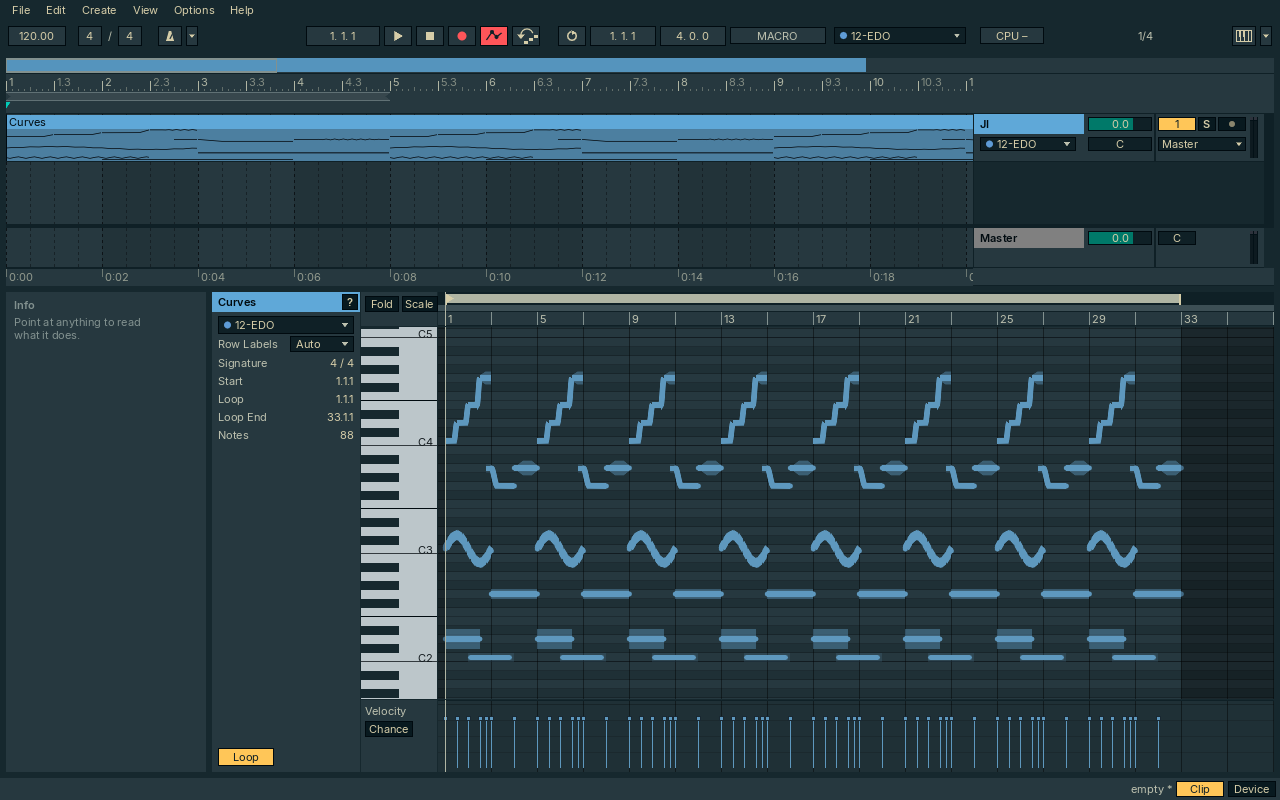 File Edit Create View Options Help
120.00 4 / 4 1. 1. 1 1. 1. 1 4. 0. 0 MACRO 12-EDO CPU – 1/4
1 1.3 2 2.3 3 3.3 4 4.3 5 5.3 6 6.3 7 7.3 8 8.3 9 9.3 10 10.3 1
Curves
JI 0.0 1 S
12-EDO C Master
Master 0.0 C
0:00 0:02 0:04 0:06 0:08 0:10 0:12 0:14 0:16 0:18
Info
Point at anything to read
what it does.
Curves ?
12-EDO
Row Labels Auto
Signature 4 / 4
Start 1.1.1
Loop 1.1.1
Loop End 33.1.1
Notes 88
Loop
Fold Scale
1 5 9 13 17 21 25 29 33
C5
C4
C3
C2
Velocity
Chance
empty * Clip Device